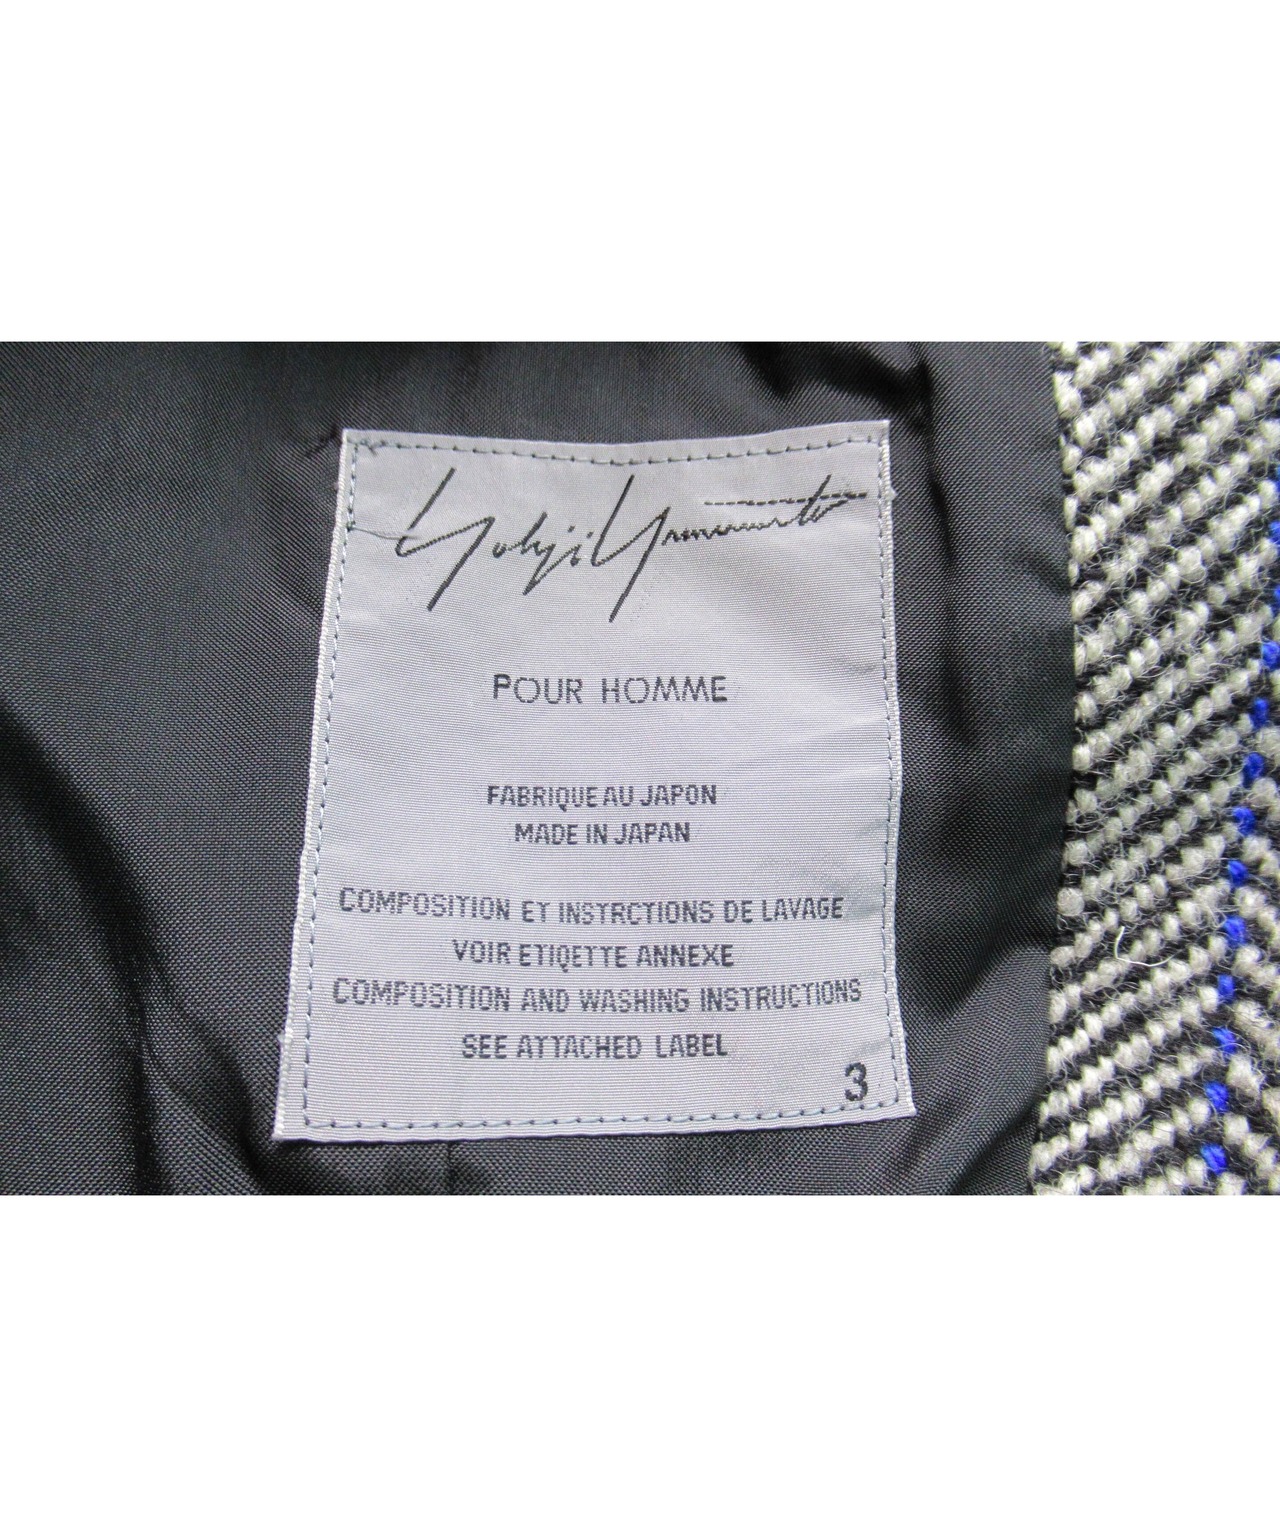 Yohji Yamamoto
POUR HOMME
FABRIQUE AU JAPON
MADE IN JAPAN
COMPOSITION ET INSTRCTIONS DE LAVAGE
VOIR ETIQETTE ANNEXE
COMPOSITION AND WASHING INSTRUCTIONS
SEE ATTACHED LABEL
3